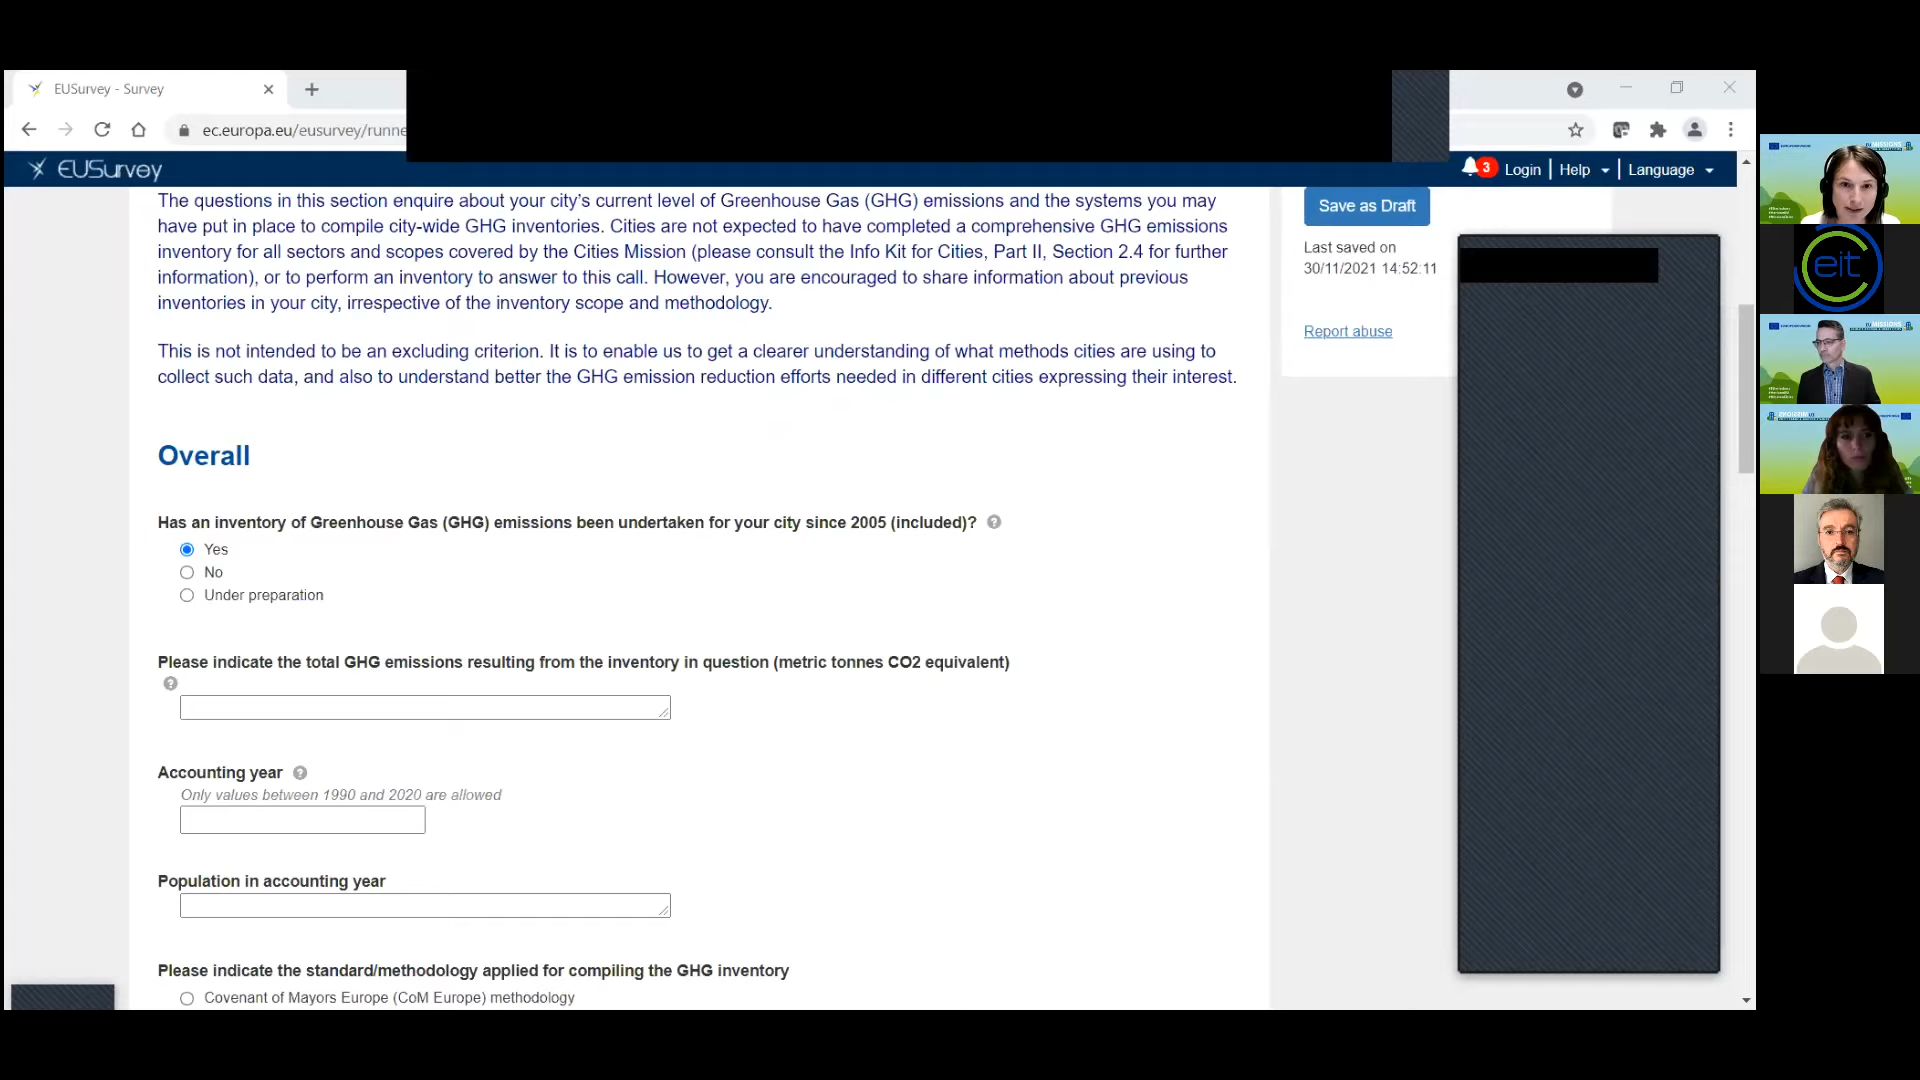 EUSurvey - Survey
ec.europa.eu/eusurvey/runne
EUSurvey
3 Login | Help | Language
The questions in this section enquire about your city's current level of Greenhouse Gas (GHG) emissions and the systems you may
have put in place to compile city-wide GHG inventories. Cities are not expected to have completed a comprehensive GHG emissions
inventory for all sectors and scopes covered by the Cities Mission (please consult the Info Kit for Cities, Part II, Section 2.4 for further
information), or to perform an inventory to answer to this call. However, you are encouraged to share information about previous
inventories in your city, irrespective of the inventory scope and methodology.
This is not intended to be an excluding criterion. It is to enable us to get a clearer understanding of what methods cities are using to
collect such data, and also to understand better the GHG emission reduction efforts needed in different cities expressing their interest.
Save as Draft
Last saved on
30/11/2021 14:52:11
Report abuse
Overall
Has an inventory of Greenhouse Gas (GHG) emissions been undertaken for your city since 2005 (included)?
Yes
No
Under preparation
Please indicate the total GHG emissions resulting from the inventory in question (metric tonnes CO2 equivalent)
Accounting year
Only values between 1990 and 2020 are allowed
Population in accounting year
Please indicate the standard/methodology applied for compiling the GHG inventory
Covenant of Mayors Europe (CoM Europe) methodology
eit